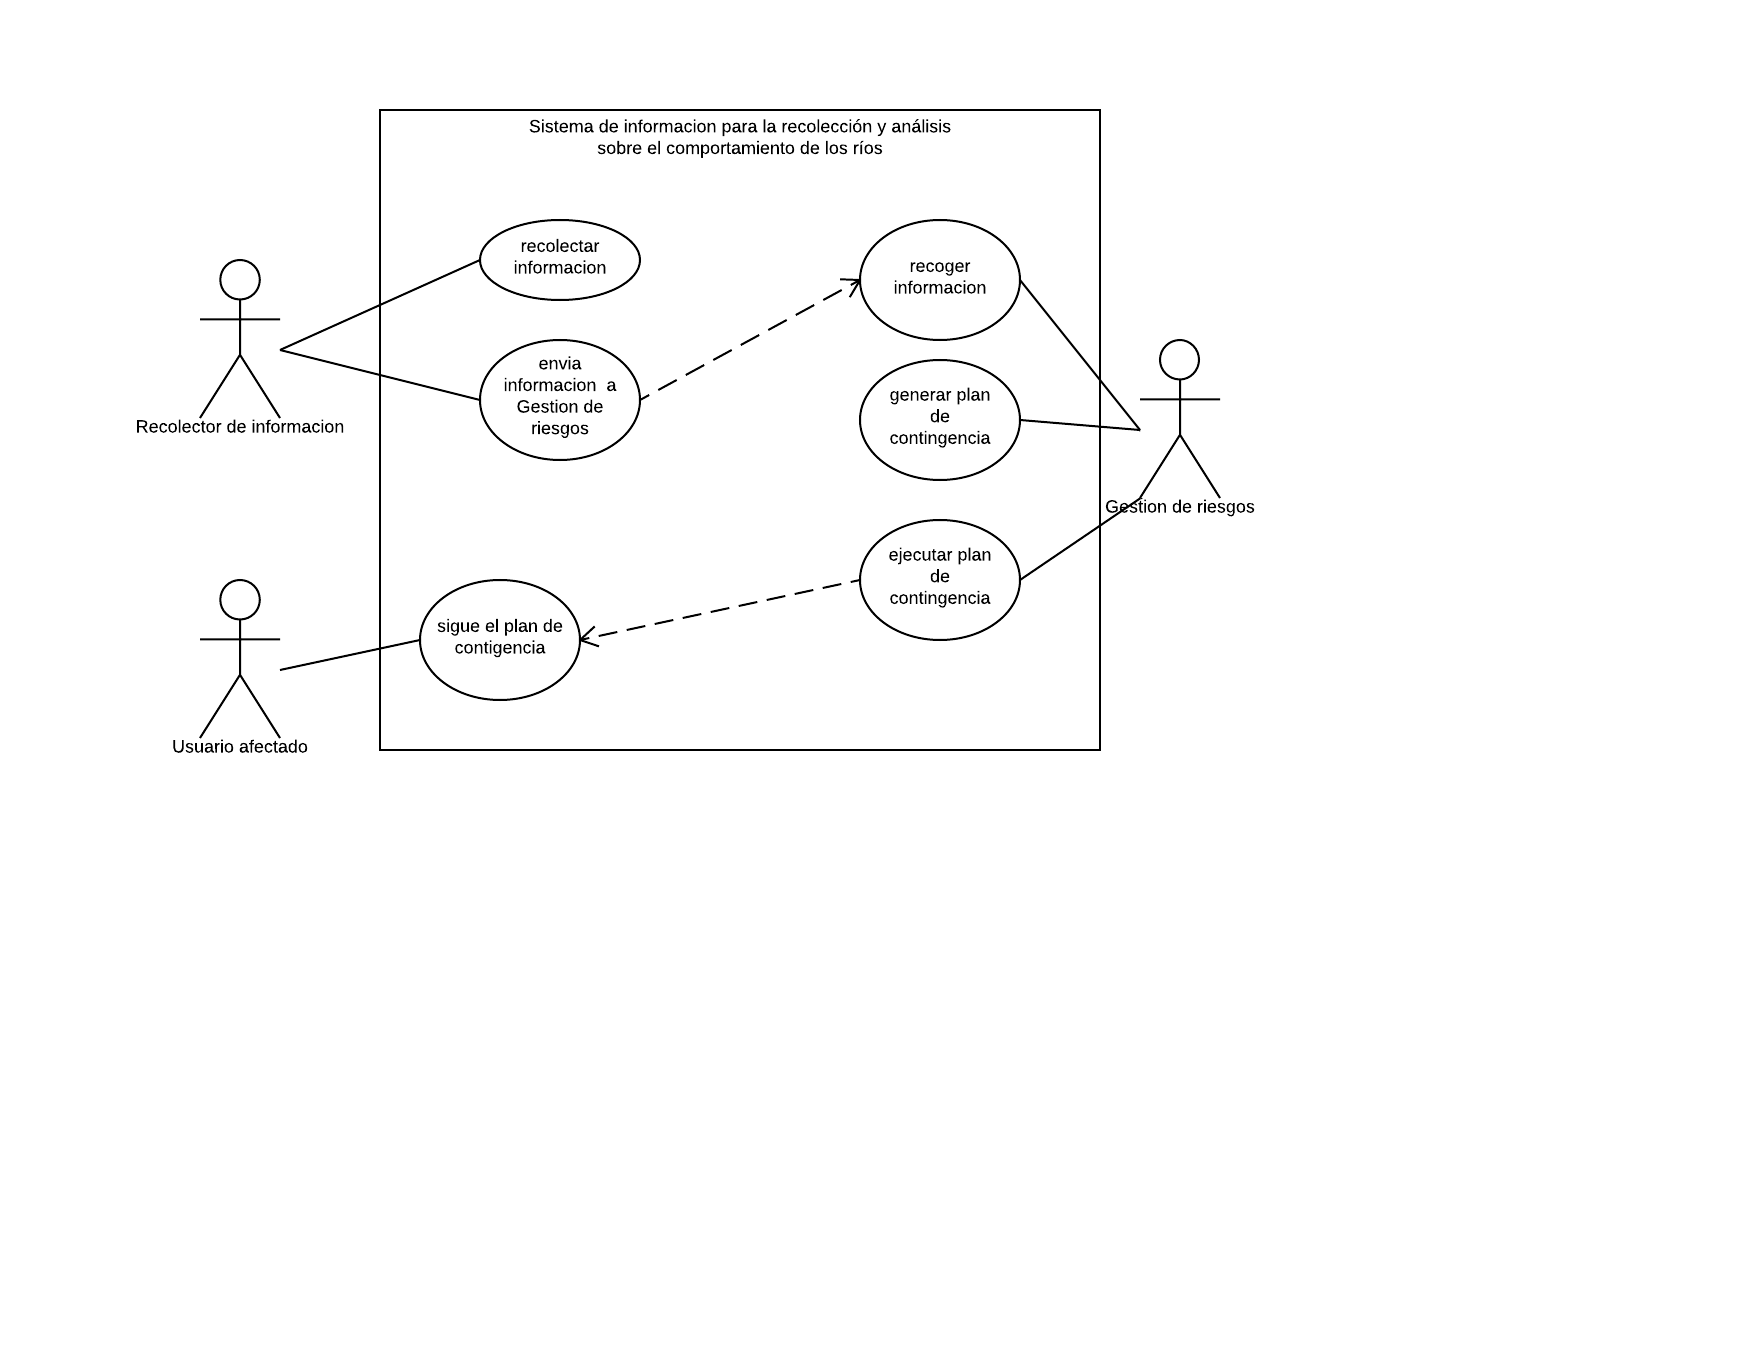 Sistema de informacion para la recolección y análisis
sobre el comportamiento de los ríos
recolectar
informacion
recoger
informacion
envia
informacion  a
Gestion de
riesgos
generar plan
de
contingencia
Recolector de informacion
Gestion de riesgos
ejecutar plan
de
contingencia
sigue el plan de
contigencia
Usuario afectado